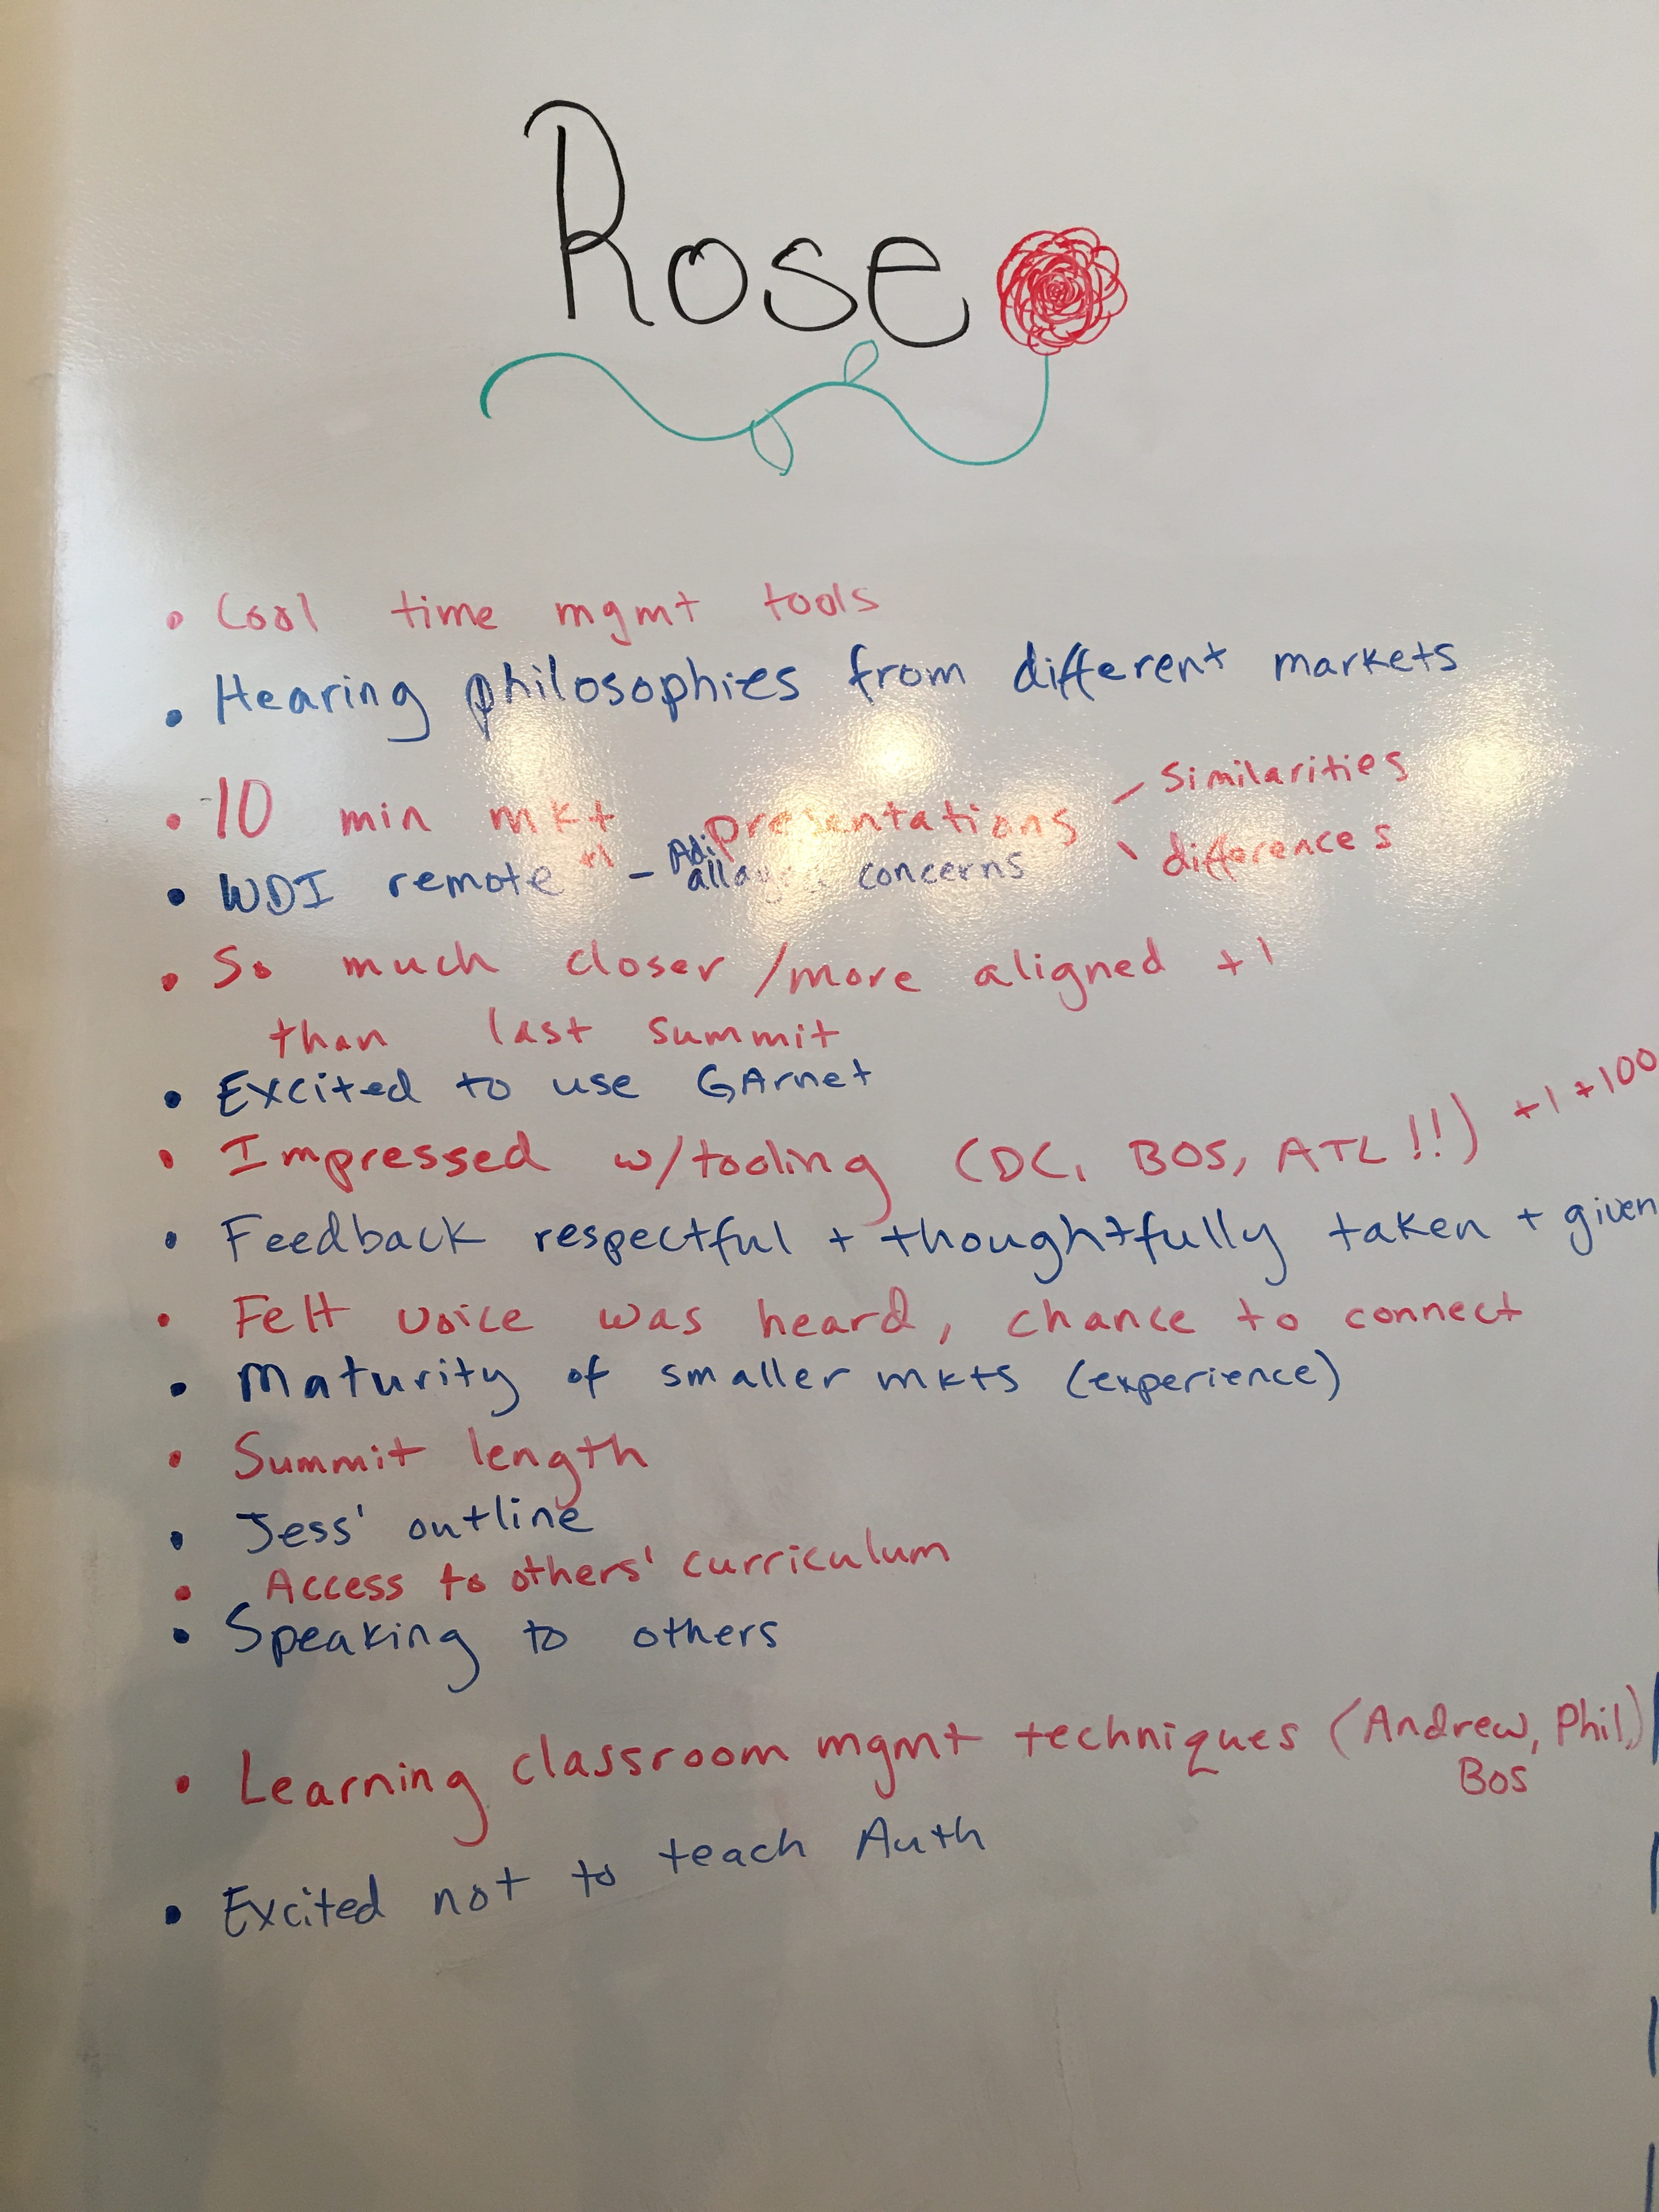 Rose
• Cool time mgmt tools
• Hearing philosophies from different markets
• 10 min mkt presentations - similarities
- differences
• WDI remote +1 - Adi allayed concerns
• So much closer/more aligned +1
than last summit
• Excited to use GArnet
• Impressed w/tooling (DC, BOS, ATL!!) +1 +100
• Feedback respectful + thoughtfully taken + given
• Felt voice was heard, chance to connect
• Maturity of smaller mkts (experience)
• Summit length
• Jess' outline
• Access to others' curriculum
• Speaking to others
• Learning classroom mgmt techniques (Andrew, Phil,)
BOS
• Excited not to teach Auth